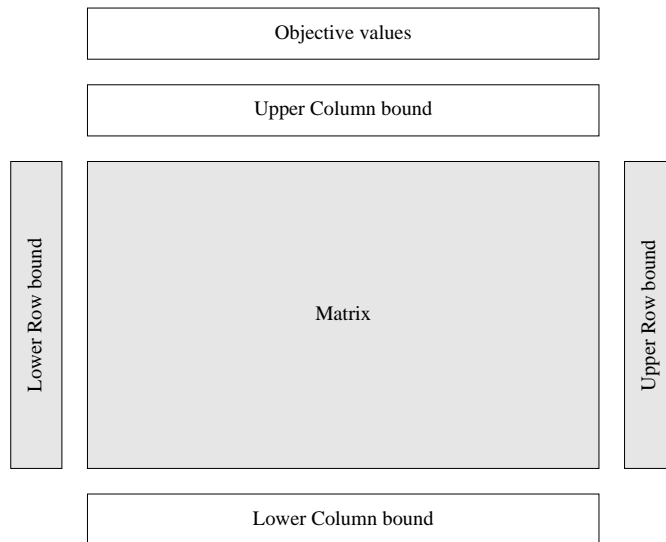 Objective values
Upper Column bound
Lower Row bound
Matrix
Upper Row bound
Lower Column bound